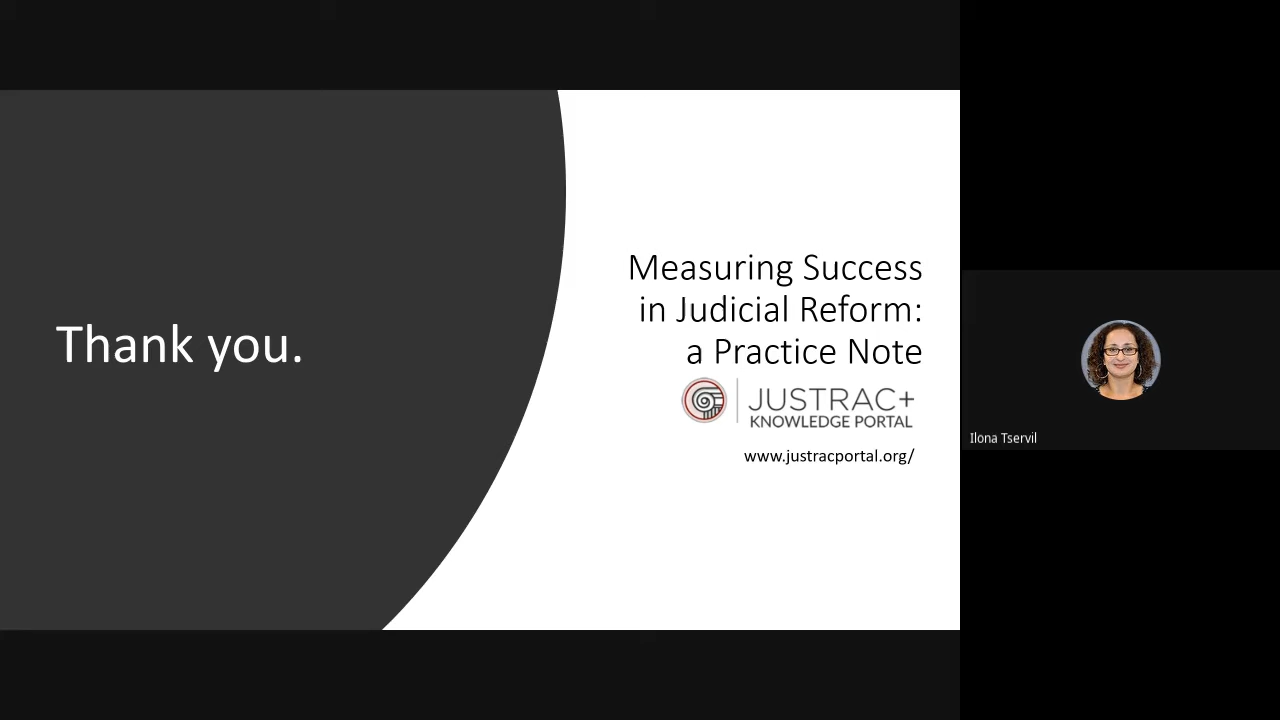 Thank you.
Measuring Success
in Judicial Reform:
a Practice Note
JUSTRAC+
KNOWLEDGE PORTAL
www.justracportal.org/
Ilona Tservil